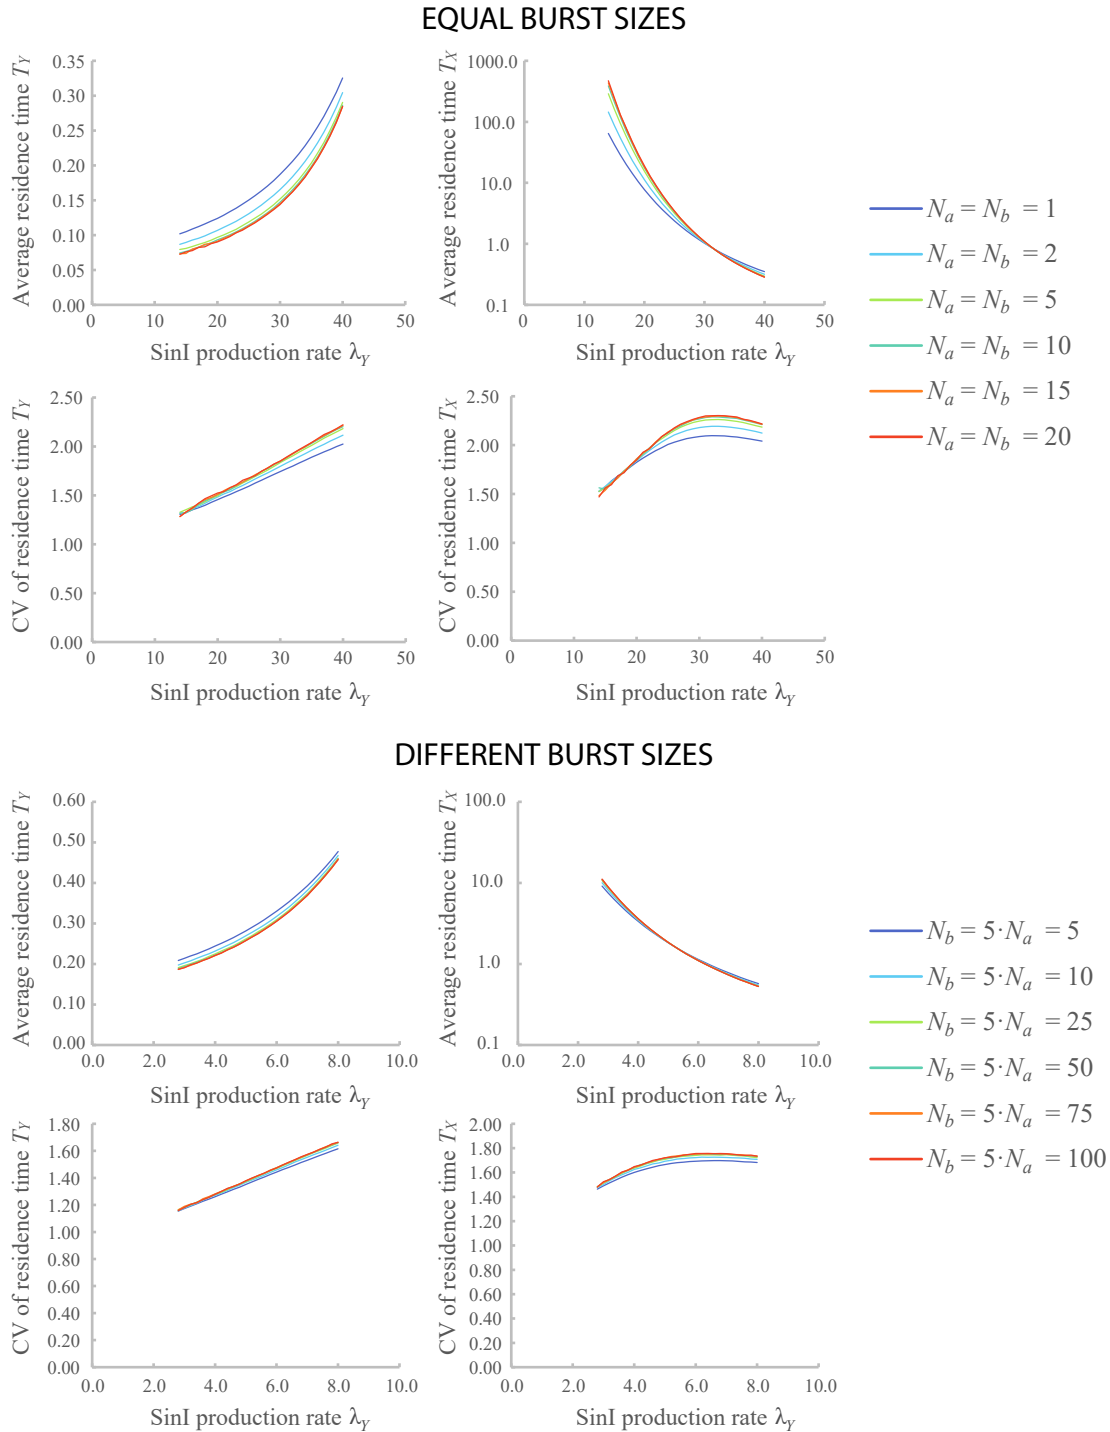 EQUAL BURST SIZES
Average residence time T_Y
0.35
0.30
0.25
0.20
0.15
0.10
0.05
0.00
0 10 20 30 40 50
SinI production rate λ_Y
Average residence time T_X
1000.0
100.0
10.0
1.0
0.1
0 10 20 30 40 50
SinI production rate λ_Y
CV of residence time T_Y
2.50
2.00
1.50
1.00
0.50
0.00
0 10 20 30 40 50
SinI production rate λ_Y
CV of residence time T_X
2.50
2.00
1.50
1.00
0.50
0.00
0 10 20 30 40 50
SinI production rate λ_Y
N_a = N_b = 1
N_a = N_b = 2
N_a = N_b = 5
N_a = N_b = 10
N_a = N_b = 15
N_a = N_b = 20
DIFFERENT BURST SIZES
Average residence time T_Y
0.60
0.50
0.40
0.30
0.20
0.10
0.00
0.0 2.0 4.0 6.0 8.0 10.0
SinI production rate λ_Y
Average residence time T_X
100.0
10.0
1.0
0.1
0.0 2.0 4.0 6.0 8.0 10.0
SinI production rate λ_Y
CV of residence time T_Y
1.80
1.60
1.40
1.20
1.00
0.80
0.60
0.40
0.20
0.00
0.0 2.0 4.0 6.0 8.0 10.0
SinI production rate λ_Y
CV of residence time T_X
2.00
1.80
1.60
1.40
1.20
1.00
0.80
0.60
0.40
0.20
0.00
0.0 2.0 4.0 6.0 8.0 10.0
SinI production rate λ_Y
N_b = 5·N_a = 5
N_b = 5·N_a = 10
N_b = 5·N_a = 25
N_b = 5·N_a = 50
N_b = 5·N_a = 75
N_b = 5·N_a = 100